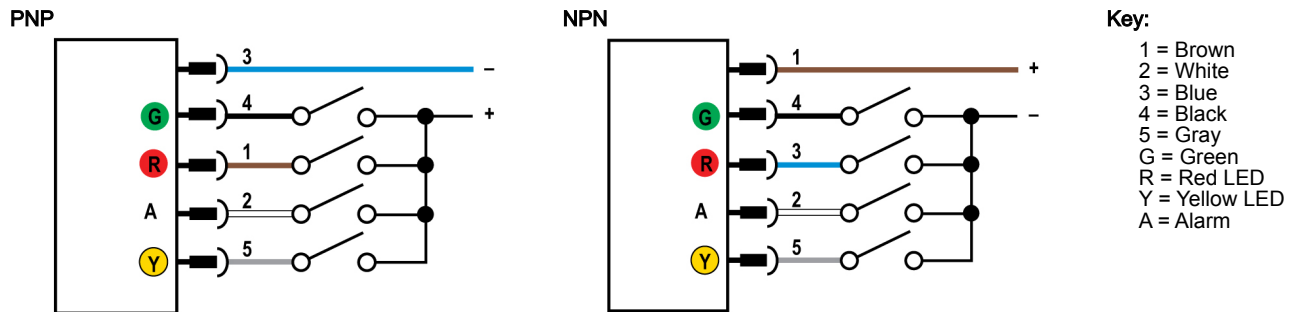 PNP
3
–
G
4
+
R
1
A
2
Y
5
NPN
1
+
G
4
–
R
3
A
2
Y
5
Key:
1 = Brown
2 = White
3 = Blue
4 = Black
5 = Gray
G = Green
R = Red LED
Y = Yellow LED
A = Alarm